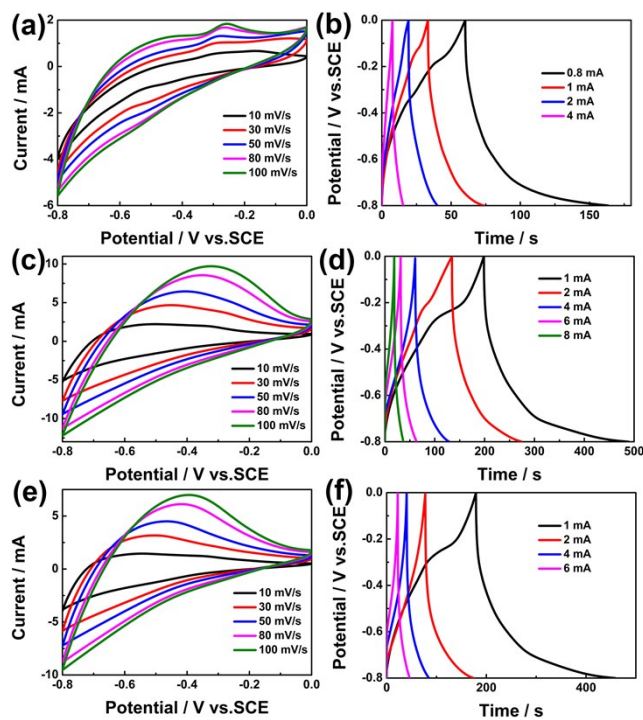 (a)
2
0
-2
-4
-6
Current / mA
10 mV/s
30 mV/s
50 mV/s
80 mV/s
100 mV/s
-0.8
-0.6
-0.4
-0.2
0.0
Potential / V vs.SCE
(b)
0.0
-0.2
-0.4
-0.6
-0.8
Potential / V vs.SCE
0.8 mA
1 mA
2 mA
4 mA
0
50
100
150
Time / s
(c)
10
5
0
-5
-10
Current / mA
10 mV/s
30 mV/s
50 mV/s
80 mV/s
100 mV/s
-0.8
-0.6
-0.4
-0.2
0.0
Potential / V vs.SCE
(d)
0.0
-0.2
-0.4
-0.6
-0.8
Potential / V vs.SCE
1 mA
2 mA
4 mA
6 mA
8 mA
0
100
200
300
400
500
Time / s
(e)
5
0
-5
-10
Current / mA
10 mV/s
30 mV/s
50 mV/s
80 mV/s
100 mV/s
-0.8
-0.6
-0.4
-0.2
0.0
Potential / V vs.SCE
(f)
0.0
-0.2
-0.4
-0.6
-0.8
Potential / V vs.SCE
1 mA
2 mA
4 mA
6 mA
0
200
400
Time / s